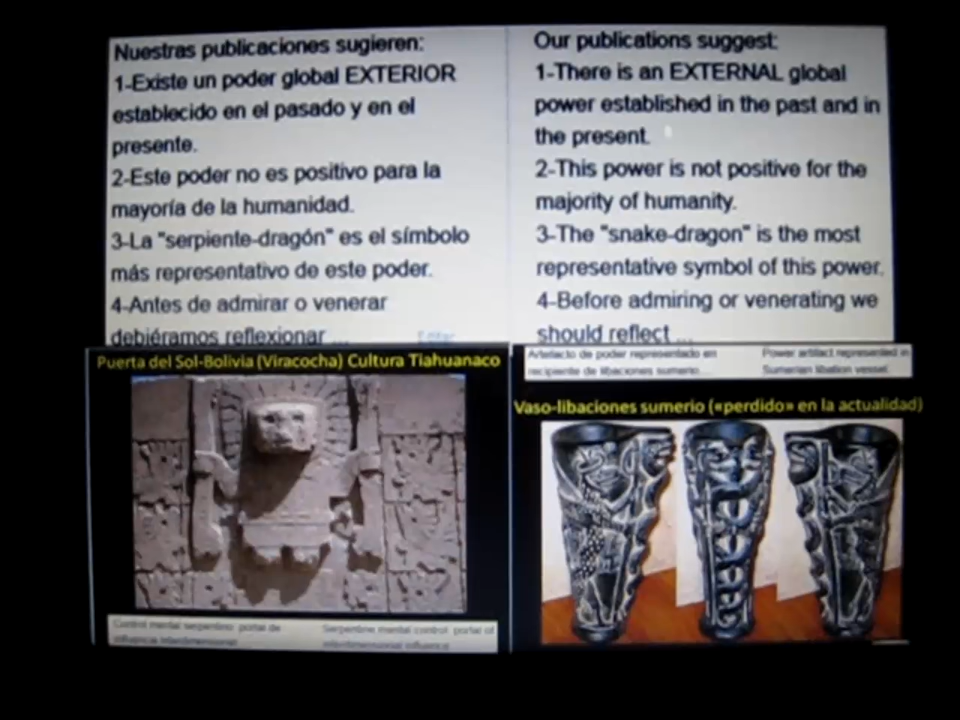 Nuestras publicaciones sugieren:
1-Existe un poder global EXTERIOR
establecido en el pasado y en el
presente.
2-Este poder no es positivo para la
mayoría de la humanidad.
3-La "serpiente-dragón" es el símbolo
más representativo de este poder.
4-Antes de admirar o venerar
debiéramos reflexionar ...
Our publications suggest:
1-There is an EXTERNAL global
power established in the past and in
the present.
2-This power is not positive for the
majority of humanity.
3-The "snake-dragon" is the most
representative symbol of this power.
4-Before admiring or venerating we
should reflect ...
Puerta del Sol-Bolivia (Viracocha) Cultura Tiahuanaco
Control mental serpentino portal de
influencia interdimensional
Serpentine mental control portal of
interdimensional influence
Artefacto de poder representado en
recipiente de libaciones sumerio...
Power artifact represented in
Sumerian libation vessel
Vaso-libaciones sumerio («perdido» en la actualidad)